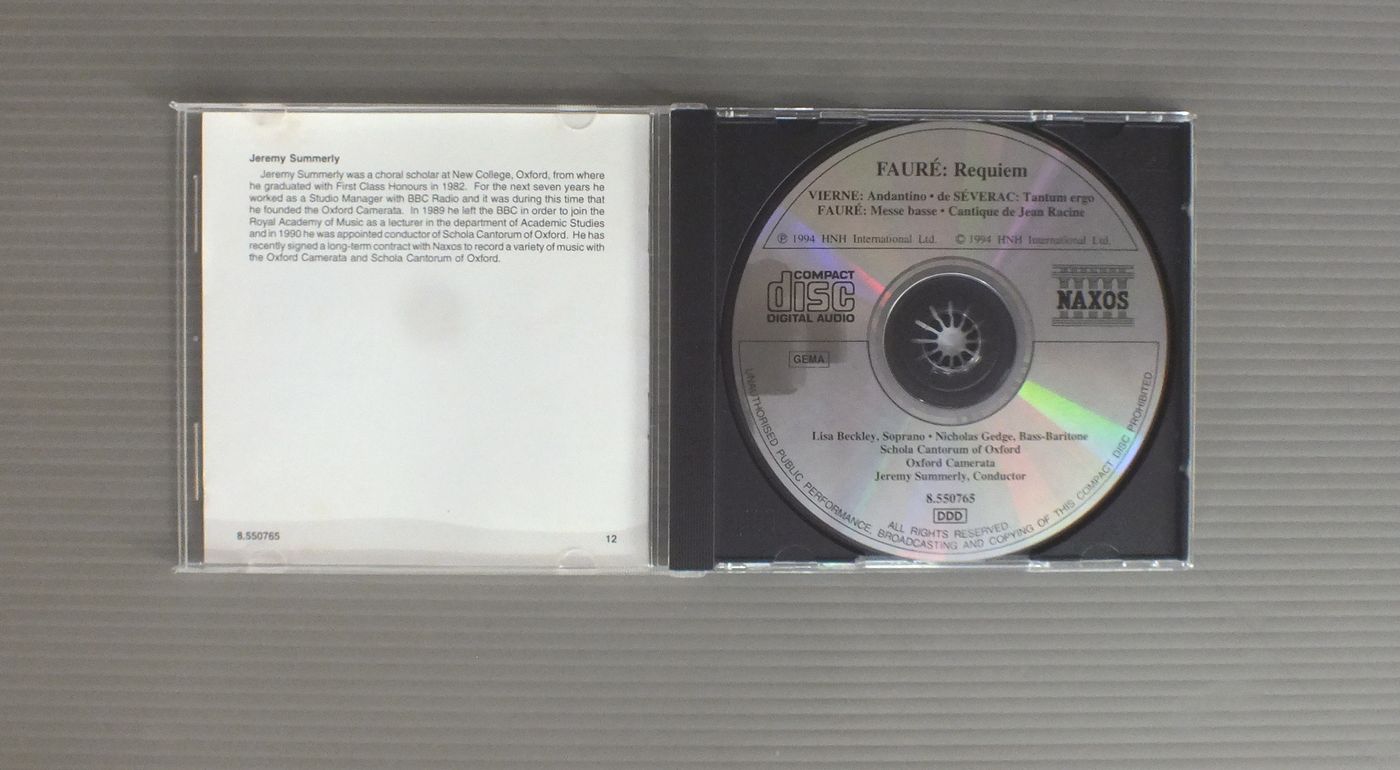 Jeremy Summerly
Jeremy Summerly was a choral scholar at New College, Oxford, from where
he graduated with First Class Honours in 1982. For the next seven years he
worked as a Studio Manager with BBC Radio and it was during this time that
he founded the Oxford Camerata. In 1989 he left the BBC in order to join the
Royal Academy of Music as a lecturer in the department of Academic Studies
and in 1990 he was appointed conductor of Schola Cantorum of Oxford. He has
recently signed a long-term contract with Naxos to record a variety of music with
the Oxford Camerata and Schola Cantorum of Oxford.
8.550765
12
FAURÉ: Requiem
VIERNE: Andantino • de SÉVERAC: Tantum ergo
FAURÉ: Messe basse • Cantique de Jean Racine
℗ 1994 HNH International Ltd. © 1994 HNH International Ltd.
COMPACT
disc
DIGITAL AUDIO
NAXOS
GEMA
Lisa Beckley, Soprano • Nicholas Gedge, Bass-Baritone
Schola Cantorum of Oxford
Oxford Camerata
Jeremy Summerly, Conductor
8.550765
DDD
ALL RIGHTS RESERVED.
UNAUTHORISED PUBLIC PERFORMANCE, BROADCASTING AND COPYING OF THIS COMPACT DISC PROHIBITED.